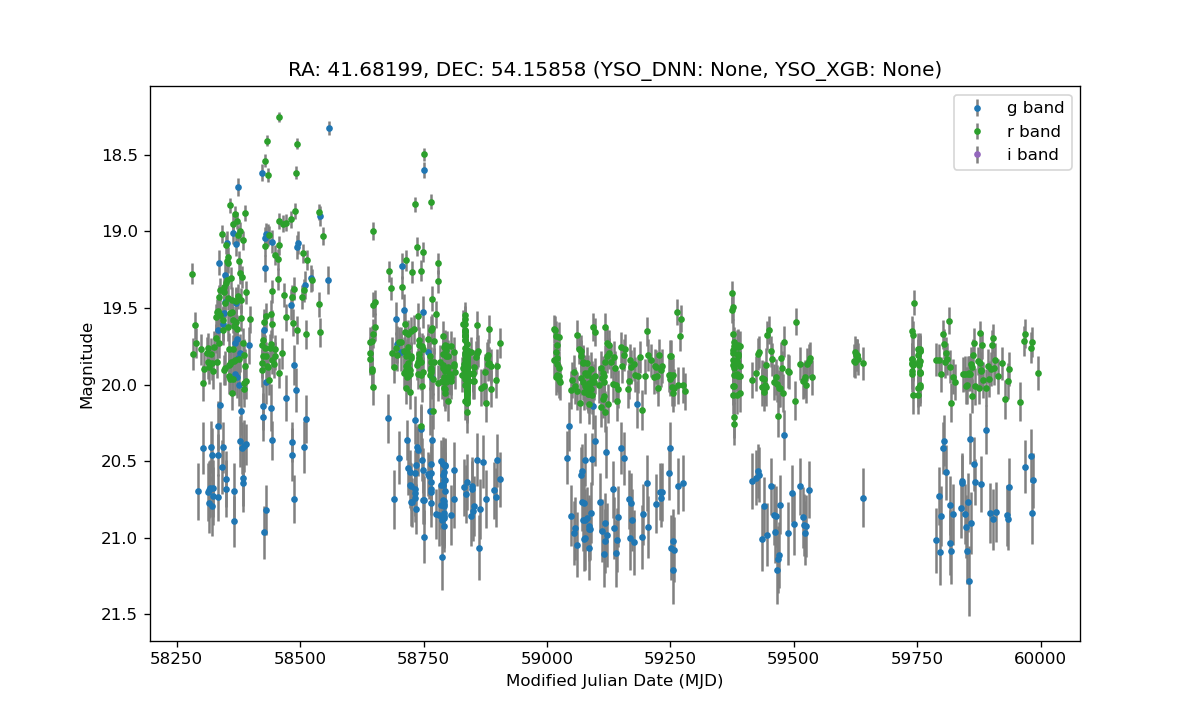 RA: 41.68199, DEC: 54.15858 (YSO_DNN: None, YSO_XGB: None)
g band
r band
i band
18.5
19.0
19.5
20.0
20.5
21.0
21.5
Magnitude
58250 58500 58750 59000 59250 59500 59750 60000
Modified Julian Date (MJD)